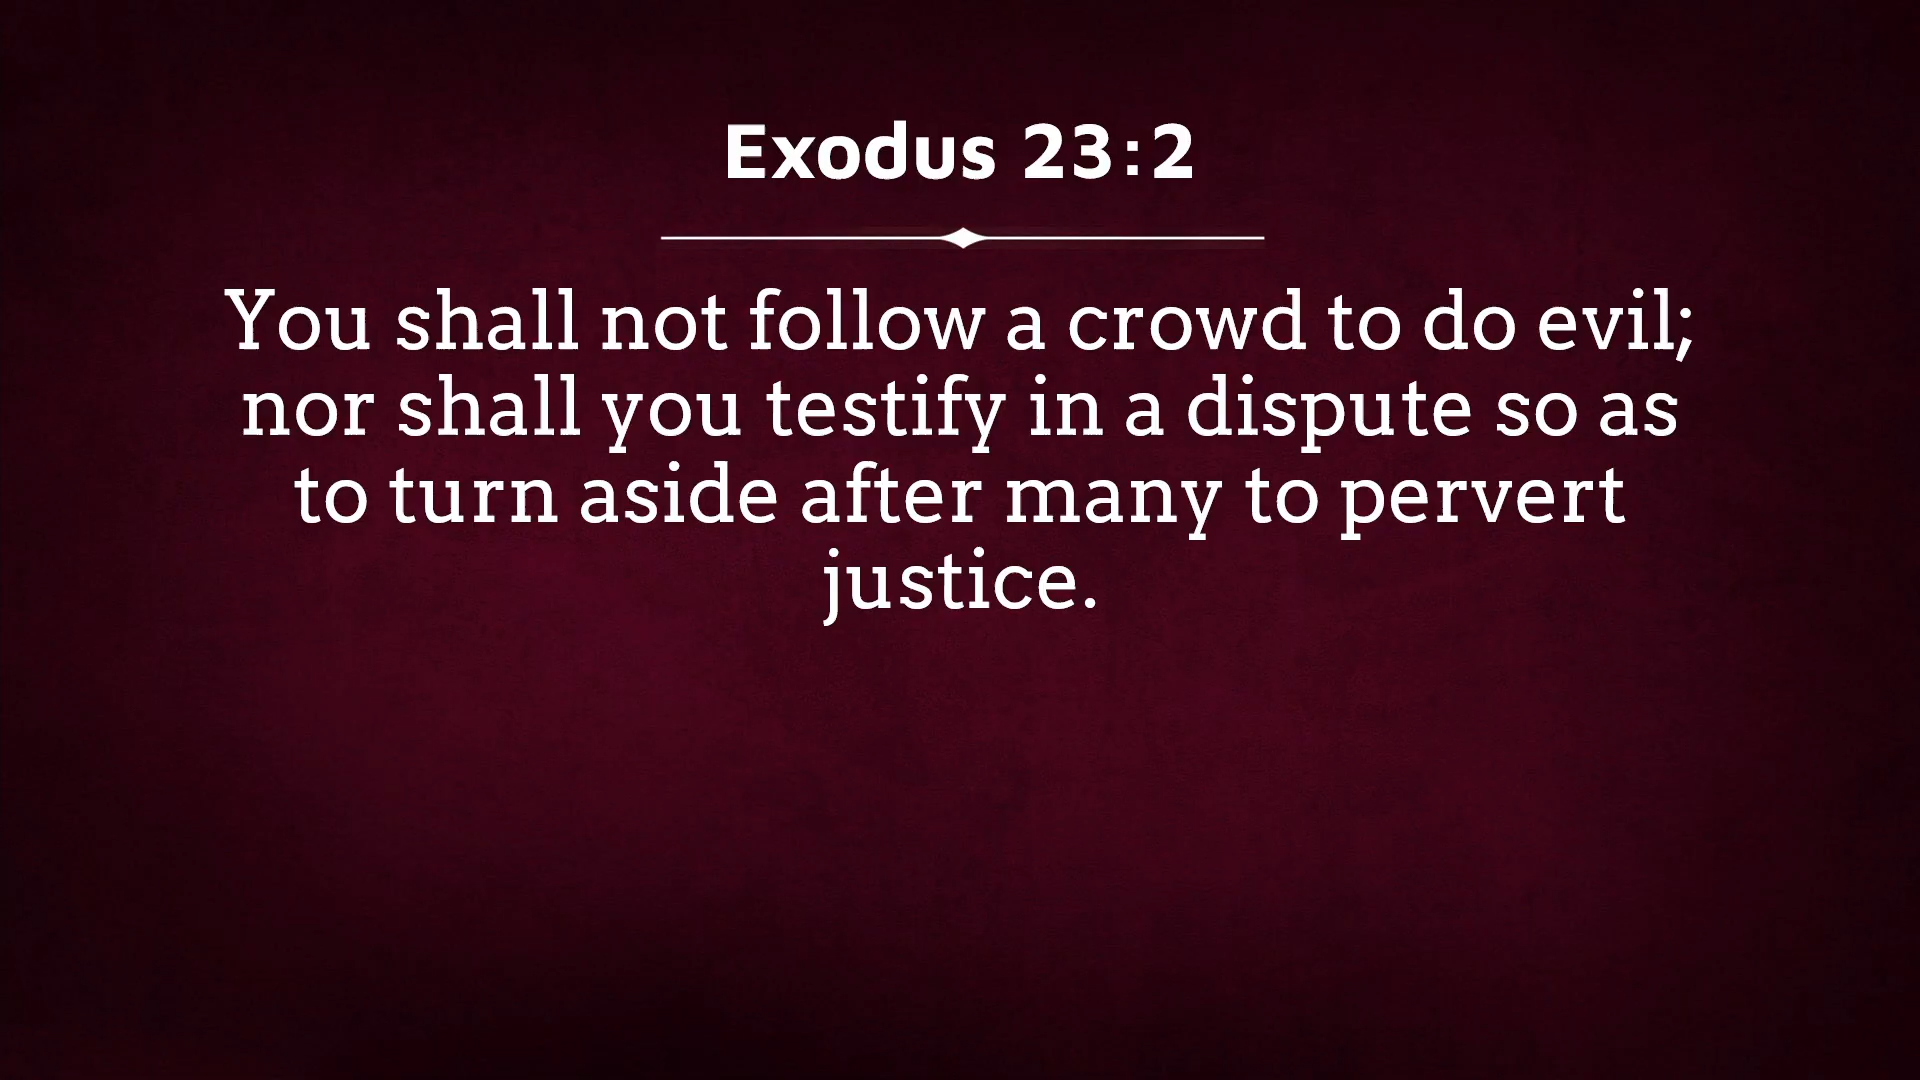 Exodus 23:2
You shall not follow a crowd to do evil;
nor shall you testify in a dispute so as
to turn aside after many to pervert
justice.